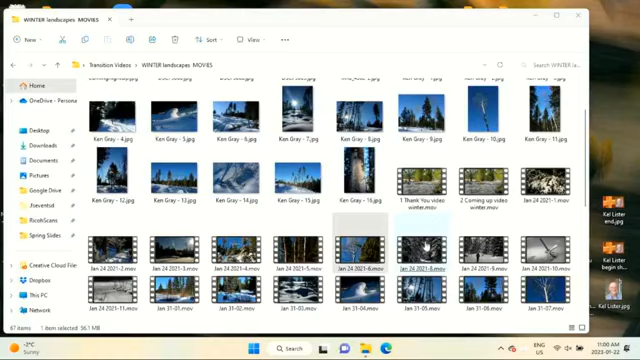 WINTER landscapes MOVIES
New
Sort
View
Transition Videos
WINTER landscapes MOVIES
Search WINTER la...
Home
OneDrive - Persona
Desktop
Downloads
Documents
Pictures
Google Drive
RicohScans
Spring Slides
Creative Cloud Files
Dropbox
This PC
Network
Ken Gray - 4.jpg
Ken Gray - 5.jpg
Ken Gray - 6.jpg
Ken Gray - 7.jpg
Ken Gray - 8.jpg
Ken Gray - 9.jpg
Ken Gray - 10.jpg
Ken Gray - 11.jpg
Ken Gray - 12.jpg
Ken Gray - 13.jpg
Ken Gray - 14.jpg
Ken Gray - 15.jpg
Ken Gray - 16.jpg
1 Thank You video
winter.mov
2 Coming up video
winter.mov
Jan 24 2021-1.mov
Jan 24 2021-2.mov
Jan 24 2021-3.mov
Jan 24 2021-4.mov
Jan 24 2021-5.mov
Jan 24 2021-6.mov
Jan 24 2021-8.mov
Jan 24 2021-9.mov
Jan 24 2021-10.mov
Jan 24 2021-11.mov
Jan 31-01.mov
Jan 31-02.mov
Jan 31-03.mov
Jan 31-04.mov
Jan 31-05.mov
Jan 31-06.mov
Jan 31-07.mov
67 items
1 item selected 56.1 MB
Kel Lister
end.jpg
Kel Lister
begin sh...
Kel Lister.jpg
-2°C
Sunny
Search
ENG
US
11:00 AM
2023-01-22